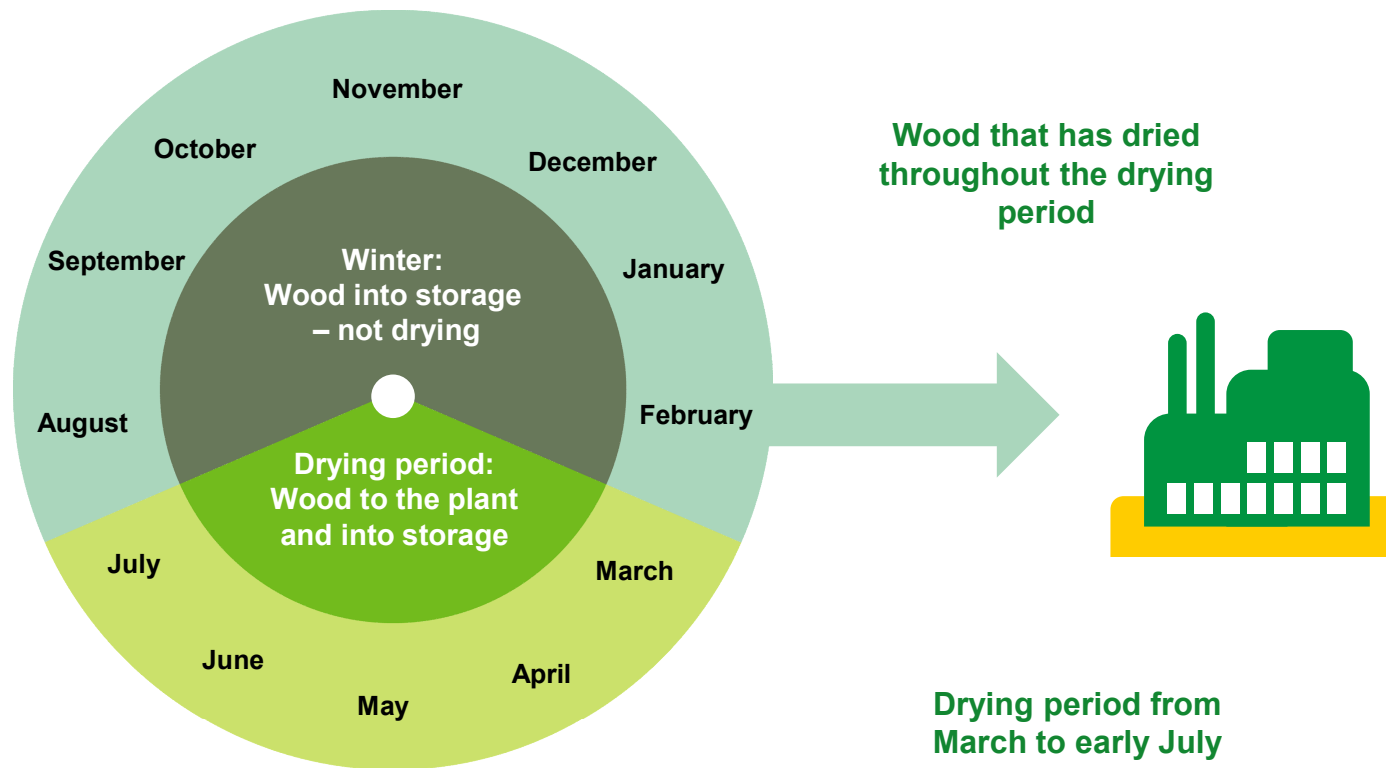 November
October
December
September
January
August
February
July
March
June
April
May
Winter:
Wood into storage
– not drying
Drying period:
Wood to the plant
and into storage
Wood that has dried
throughout the drying
period
Drying period from
March to early July